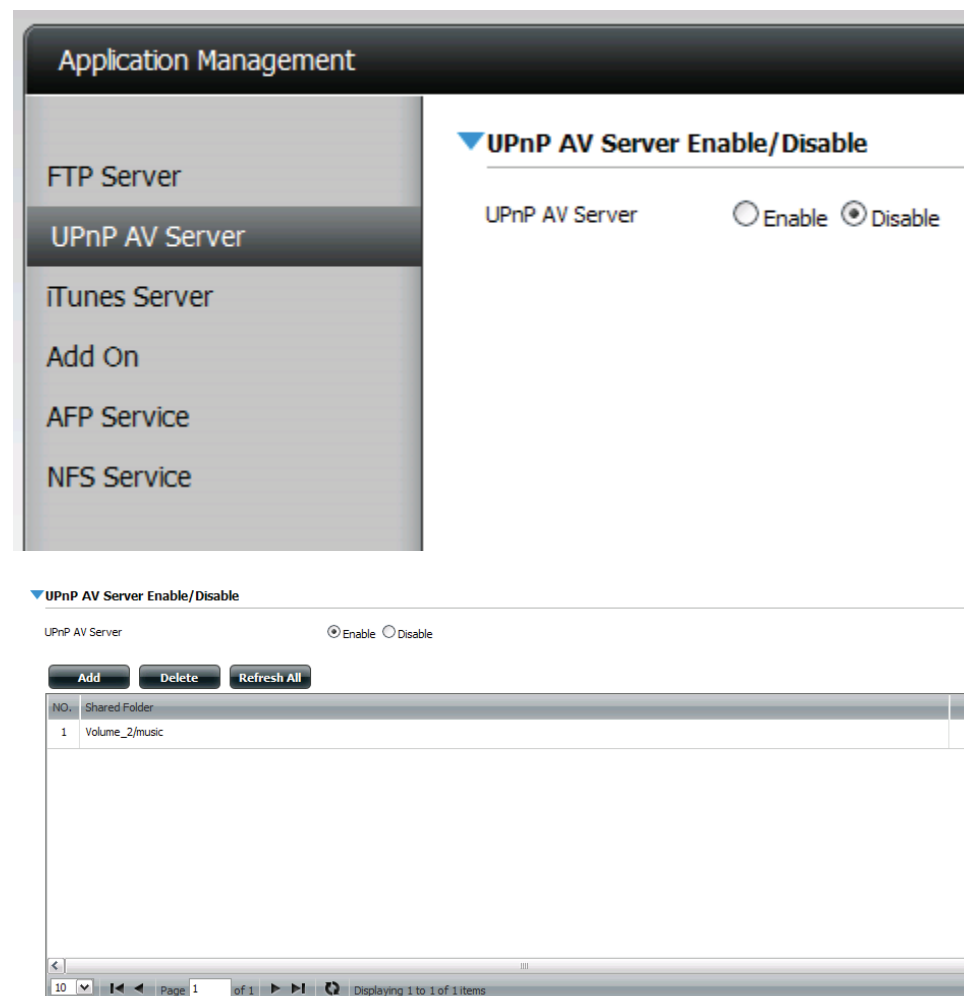 Application Management
FTP Server
UPnP AV Server
iTunes Server
Add On
AFP Service
NFS Service
UPnP AV Server Enable/Disable
UPnP AV Server Enable Disable
UPnP AV Server Enable/Disable
UPnP AV Server Enable Disable
Add Delete Refresh All
NO. Shared Folder
1 Volume_2/music
10 Page 1 of 1 Displaying 1 to 1 of 1 items